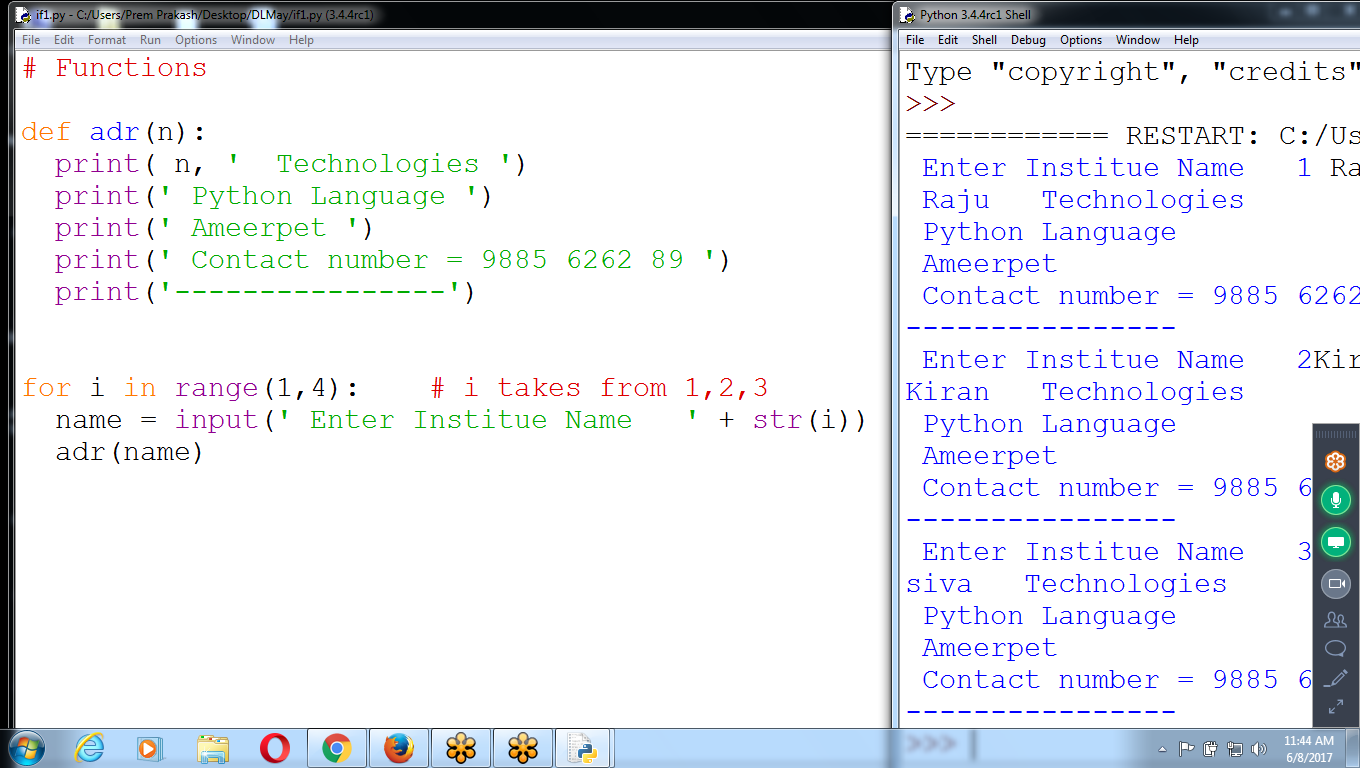 if1.py - C:/Users/Prem Prakash/Desktop/DLMay/if1.py (3.4.4rc1)
File Edit Format Run Options Window Help
# Functions
def adr(n):
  print( n, '  Technologies ')
  print(' Python Language ')
  print(' Ameerpet ')
  print(' Contact number = 9885 6262 89 ')
  print('----------------')
for i in range(1,4):    # i takes from 1,2,3
  name = input(' Enter Institue Name   ' + str(i))
  adr(name)
Python 3.4.4rc1 Shell
File Edit Shell Debug Options Window Help
Type "copyright", "credits"
>>>
============ RESTART: C:/Us
 Enter Institue Name   1 Ra
 Raju   Technologies
 Python Language
 Ameerpet
 Contact number = 9885 6262
----------------
 Enter Institue Name   2Kir
Kiran   Technologies
 Python Language
 Ameerpet
 Contact number = 9885 6
----------------
 Enter Institue Name   3
siva   Technologies
 Python Language
 Ameerpet
 Contact number = 9885 6
----------------
>>>
11:44 AM
6/8/2017